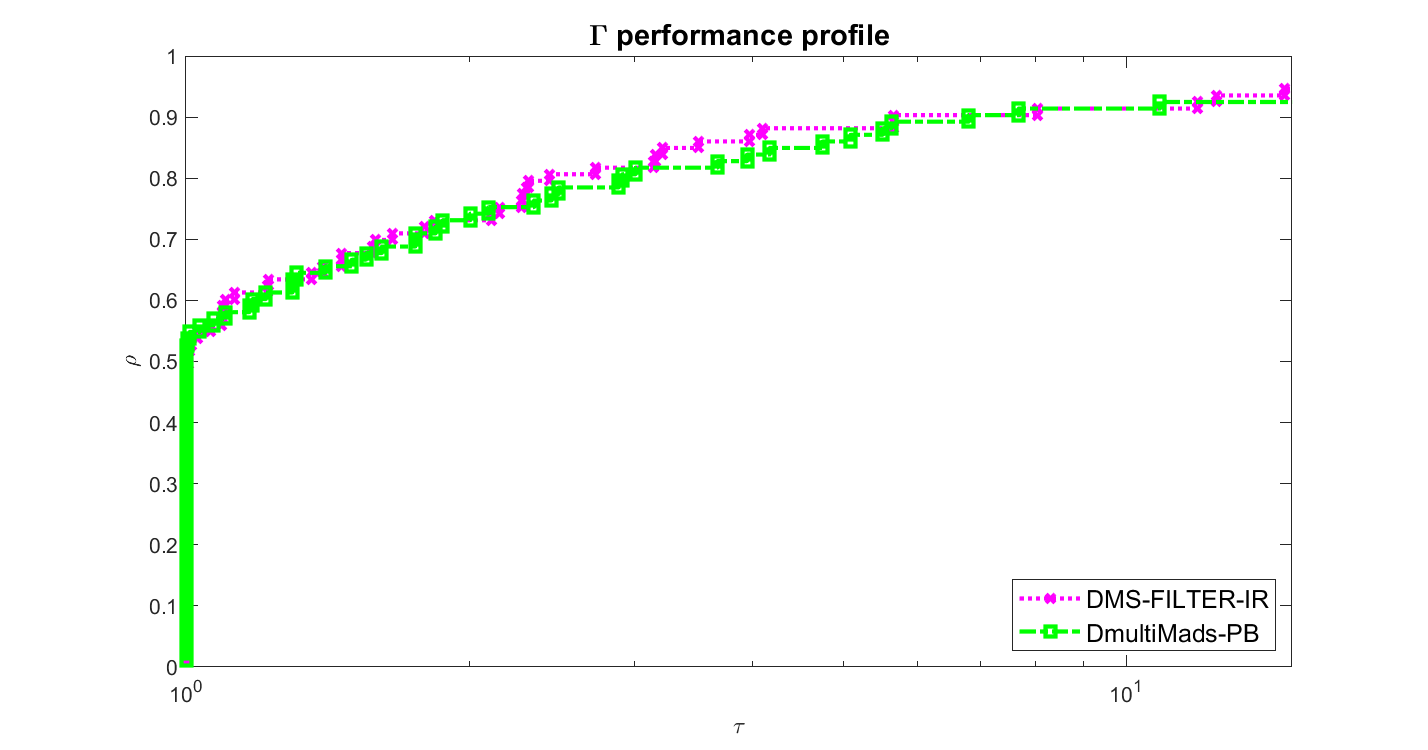 Γ performance profile
1
0.9
0.8
0.7
0.6
0.5
0.4
0.3
0.2
0.1
0
ρ
10^0
10^1
τ
DMS-FILTER-IR
DmultiMads-PB